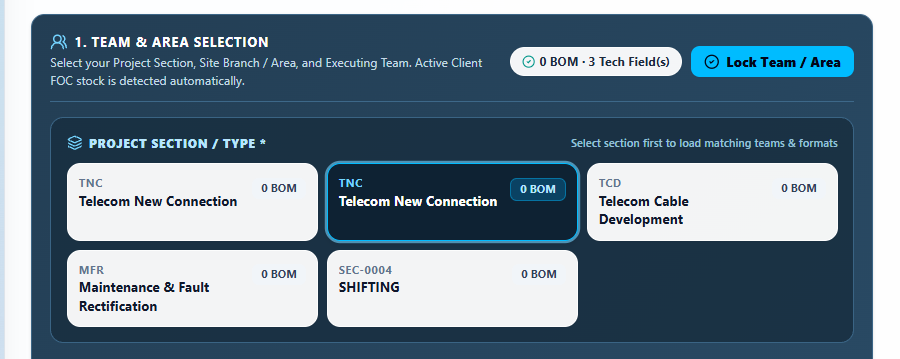 1. TEAM & AREA SELECTION
Select your Project Section, Site Branch / Area, and Executing Team. Active Client
FOC stock is detected automatically.
0 BOM · 3 Tech Field(s)
Lock Team / Area
PROJECT SECTION / TYPE *
Select section first to load matching teams & formats
TNC
0 BOM
Telecom New Connection
TNC
0 BOM
Telecom New Connection
TCD
0 BOM
Telecom Cable
Development
MFR
0 BOM
Maintenance & Fault
Rectification
SEC-0004
0 BOM
SHIFTING